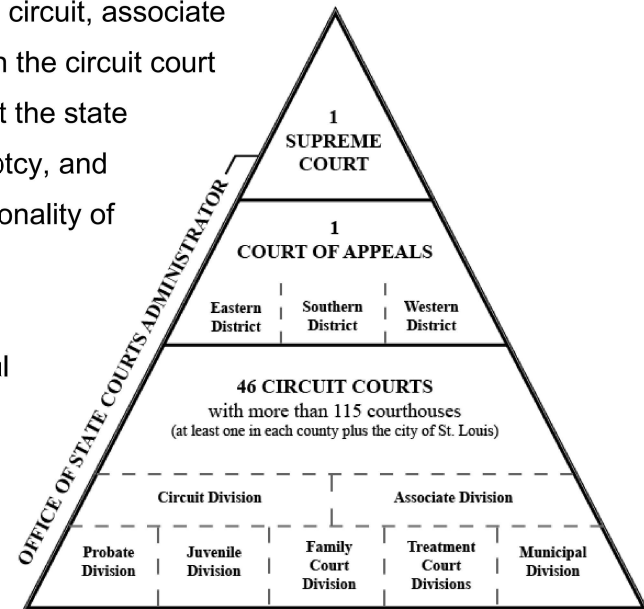 circuit, associate
the circuit court
the state
tcy, and
onality of
OFFICE OF STATE COURTS ADMINISTRATOR
1
SUPREME
COURT
1
COURT OF APPEALS
Eastern
District
Southern
District
Western
District
46 CIRCUIT COURTS
with more than 115 courthouses
(at least one in each county plus the city of St. Louis)
Circuit Division
Associate Division
Probate
Division
Juvenile
Division
Family
Court
Division
Treatment
Court
Divisions
Municipal
Division